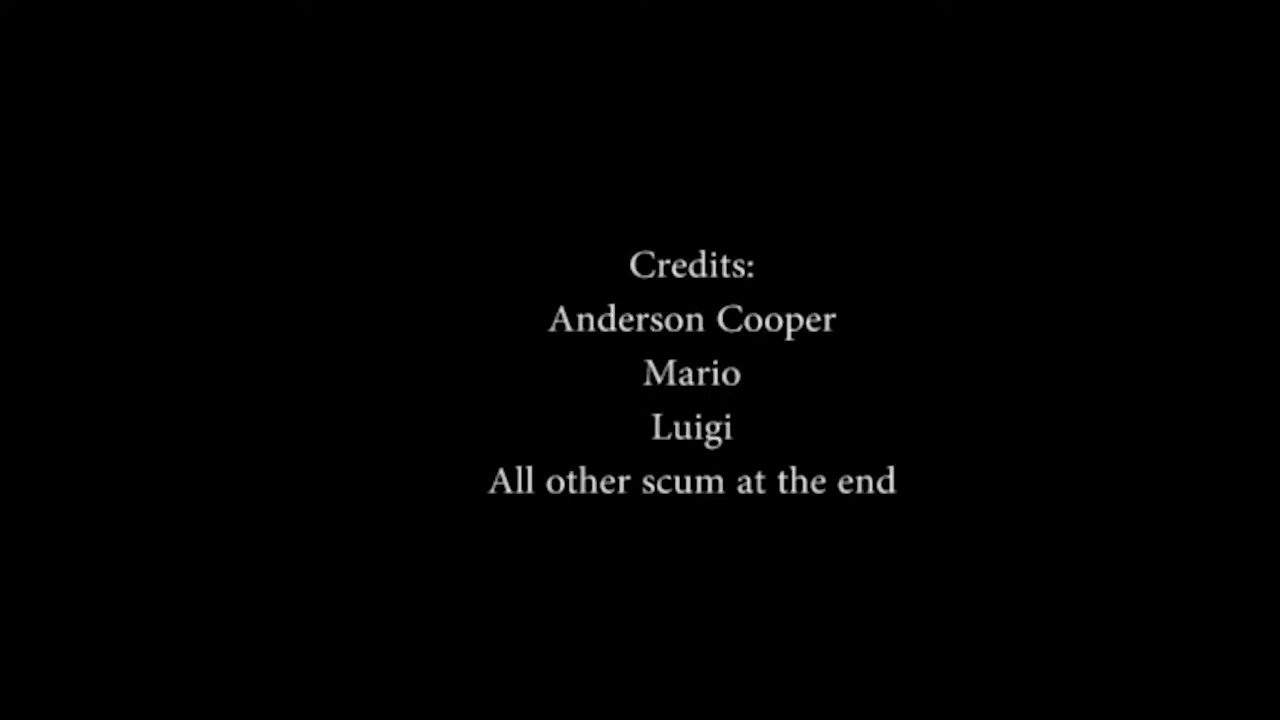 Credits:
Anderson Cooper
Mario
Luigi
All other scum at the end